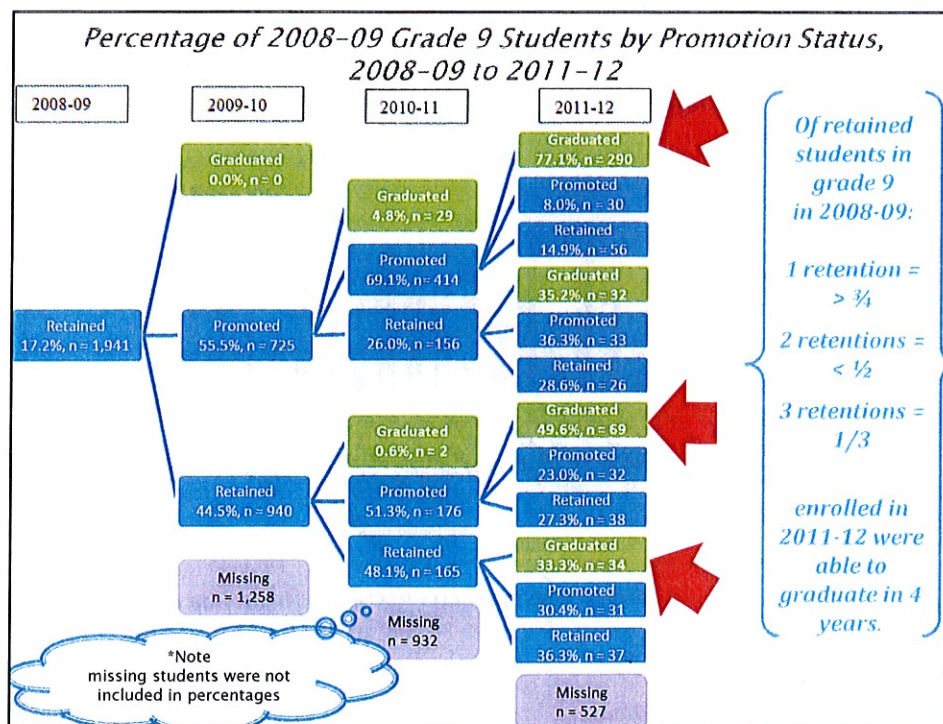 Percentage of 2008-09 Grade 9 Students by Promotion Status,
2008-09 to 2011-12
2008-09
2009-10
2010-11
2011-12
Retained
17.2%, n = 1,941
Graduated
0.0%, n = 0
Promoted
55.5%, n = 725
Retained
44.5%, n = 940
Missing
n = 1,258
Graduated
4.8%, n = 29
Promoted
69.1%, n = 414
Retained
26.0%, n = 156
Graduated
0.6%, n = 2
Promoted
51.3%, n = 176
Retained
48.1%, n = 165
Missing
n = 932
Graduated
77.1%, n = 290
Promoted
8.0%, n = 30
Retained
14.9%, n = 56
Graduated
35.2%, n = 32
Promoted
36.3%, n = 33
Retained
28.6%, n = 26
Graduated
49.6%, n = 69
Promoted
23.0%, n = 32
Retained
27.3%, n = 38
Graduated
33.3%, n = 34
Promoted
30.4%, n = 31
Retained
36.3%, n = 37
Missing
n = 527
*Note
missing students were not
included in percentages
Of retained
students in
grade 9
in 2008-09:
1 retention =
> ¾
2 retentions =
< ½
3 retentions =
1/3
enrolled in
2011-12 were
able to
graduate in 4
years.